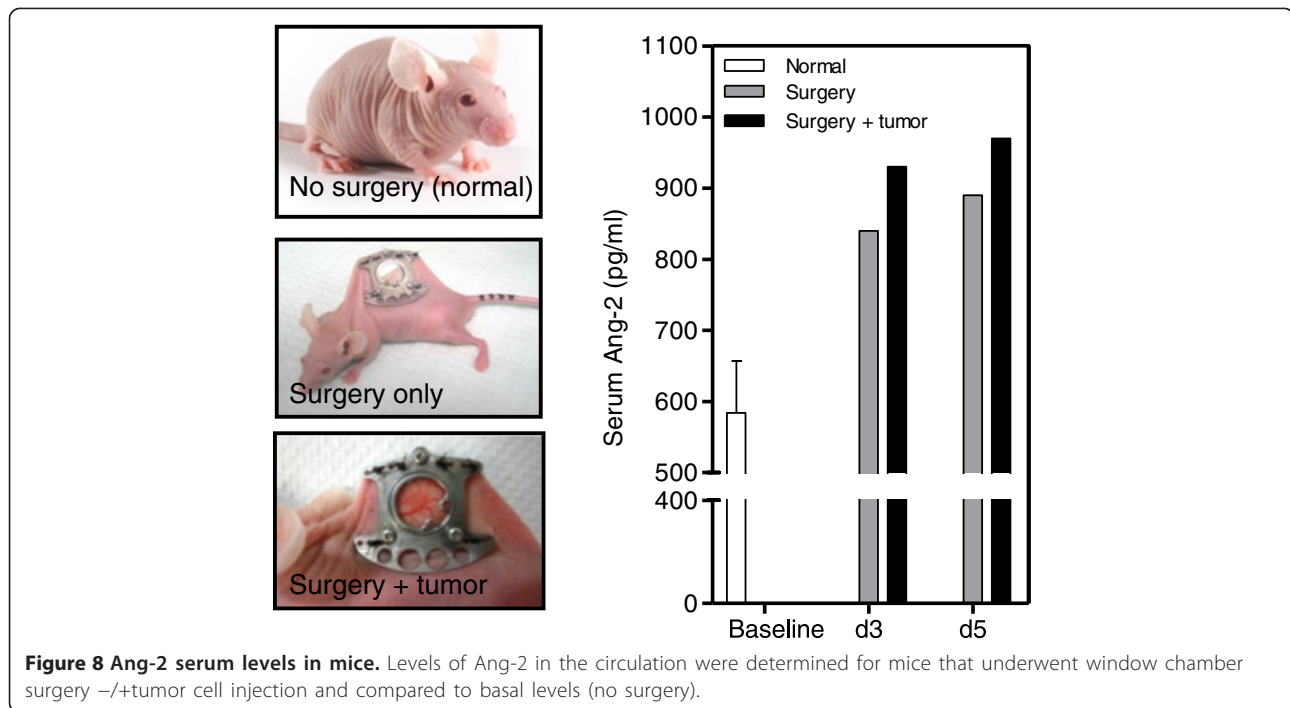 No surgery (normal)
Surgery only
Surgery + tumor
1100
1000
900
800
700
600
500
400
0
Serum Ang-2 (pg/ml)
Normal
Surgery
Surgery + tumor
Baseline d3 d5
Figure 8 Ang-2 serum levels in mice. Levels of Ang-2 in the circulation were determined for mice that underwent window chamber
surgery −/+tumor cell injection and compared to basal levels (no surgery).